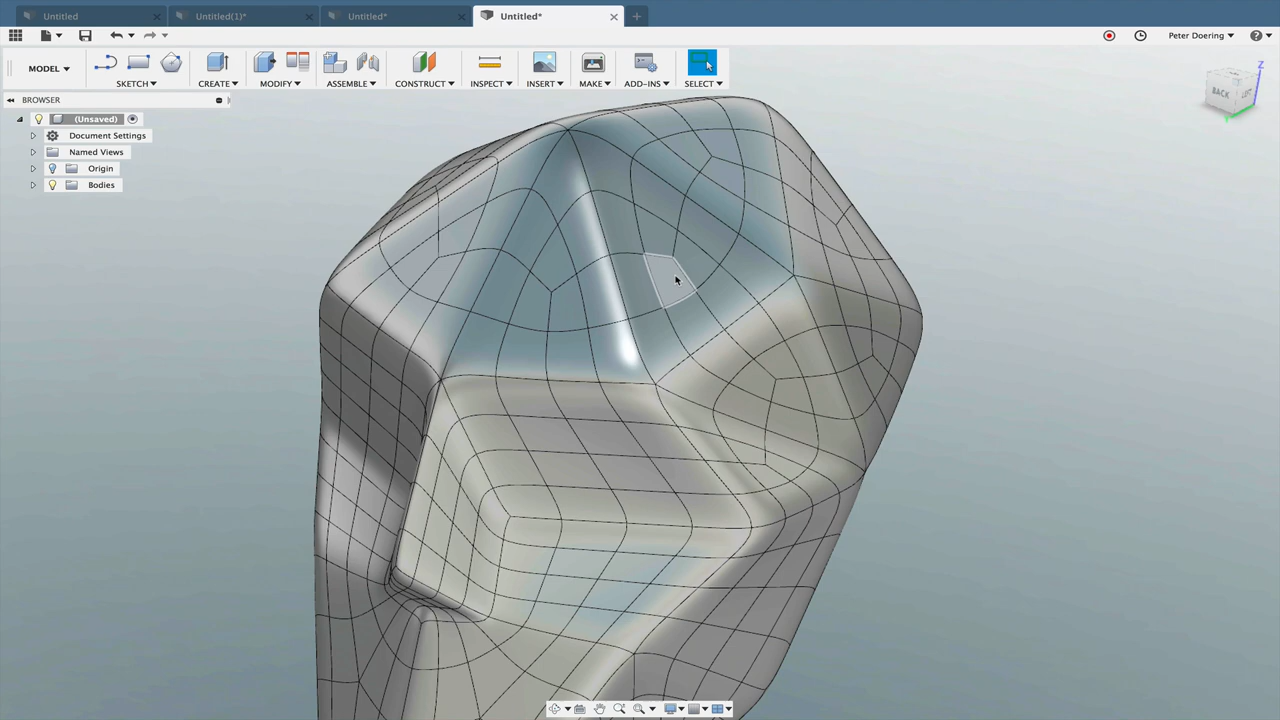 Untitled Untitled(1)* Untitled* Untitled*
Peter Doering
MODEL
SKETCH CREATE MODIFY ASSEMBLE CONSTRUCT INSPECT INSERT MAKE ADD-INS SELECT
BROWSER
(Unsaved)
Document Settings
Named Views
Origin
Bodies
Z
BACK LEFT